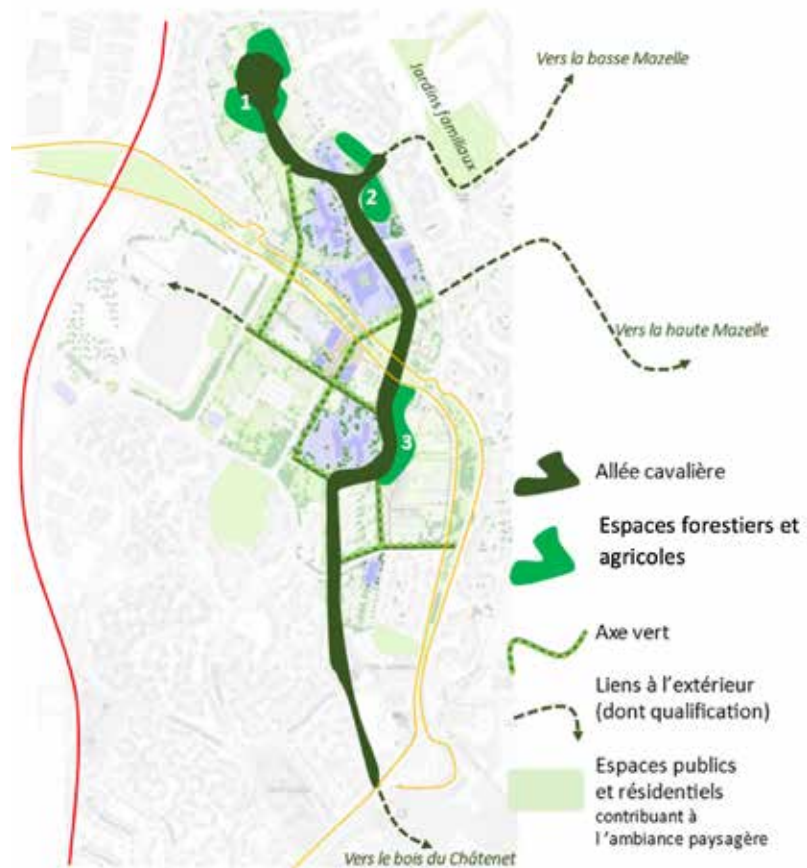 Vers la basse Mazelle
Jardins familiaux
1
2
Vers la haute Mazelle
3
Allée cavalière
Espaces forestiers et
agricoles
Axe vert
Liens à l'extérieur
(dont qualification)
Espaces publics
et résidentiels
contribuant à
l 'ambiance paysagère
Vers le bois du Châtenet